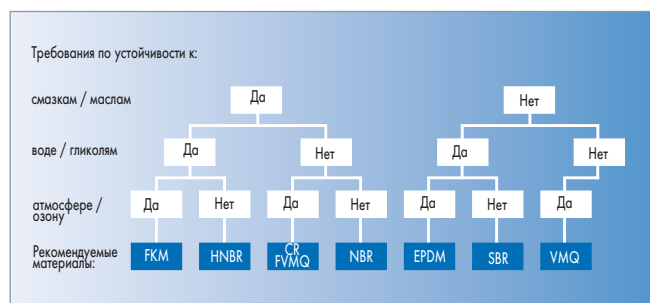 Требования по устойчивости к:
смазкам / маслам
Да
Нет
воде / гликолям
Да
Нет
Да
Нет
атмосфере /
озону
Да
Нет
Да
Нет
Да
Нет
Да
Рекомендуемые
материалы:
FKM
HNBR
CR
FVMQ
NBR
EPDM
SBR
VMQ